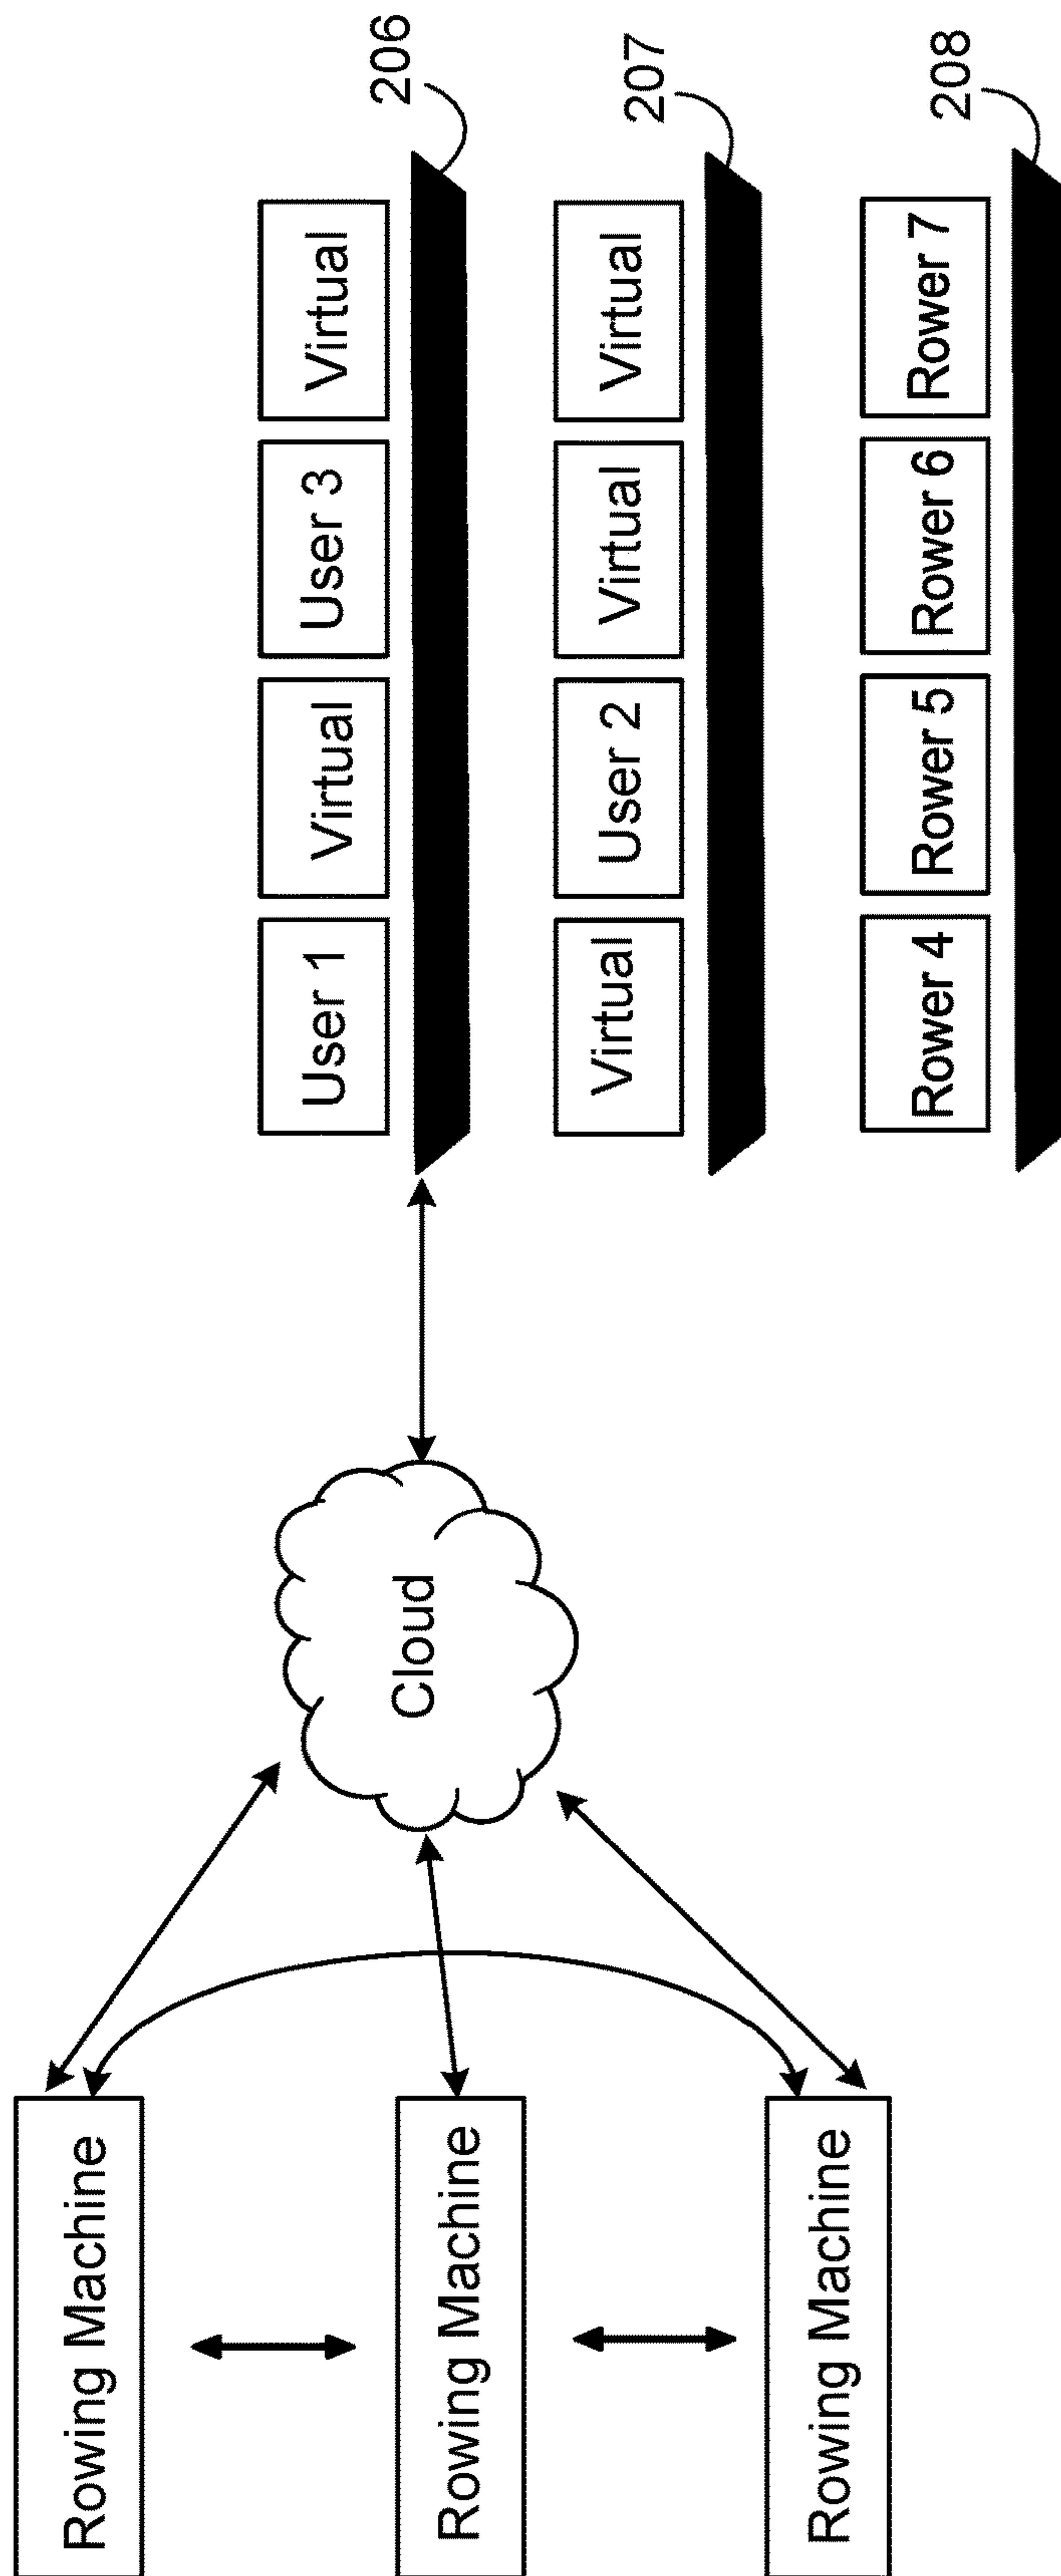 Rowing Machine
Rowing Machine
Rowing Machine
Cloud
User 1
Virtual
User 3
Virtual
206
Virtual
User 2
Virtual
Virtual
207
Rower 4
Rower 5
Rower 6
Rower 7
208